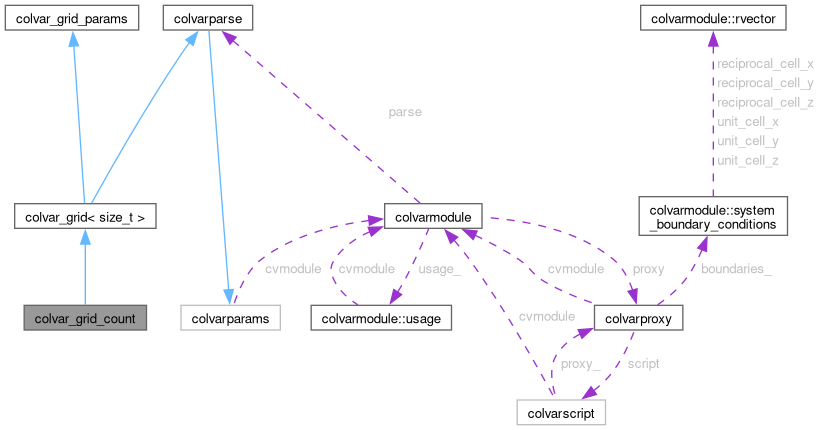 colvar_grid_params
colvarparse
colvarmodule::rvector
reciprocal_cell_x
reciprocal_cell_y
reciprocal_cell_z
unit_cell_x
unit_cell_y
unit_cell_z
parse
colvar_grid< size_t >
colvarmodule
colvarmodule::system
_boundary_conditions
cvmodule
cvmodule
usage_
cvmodule
proxy
boundaries_
colvar_grid_count
colvarparams
colvarmodule::usage
cvmodule
colvarproxy
proxy_
script
colvarscript